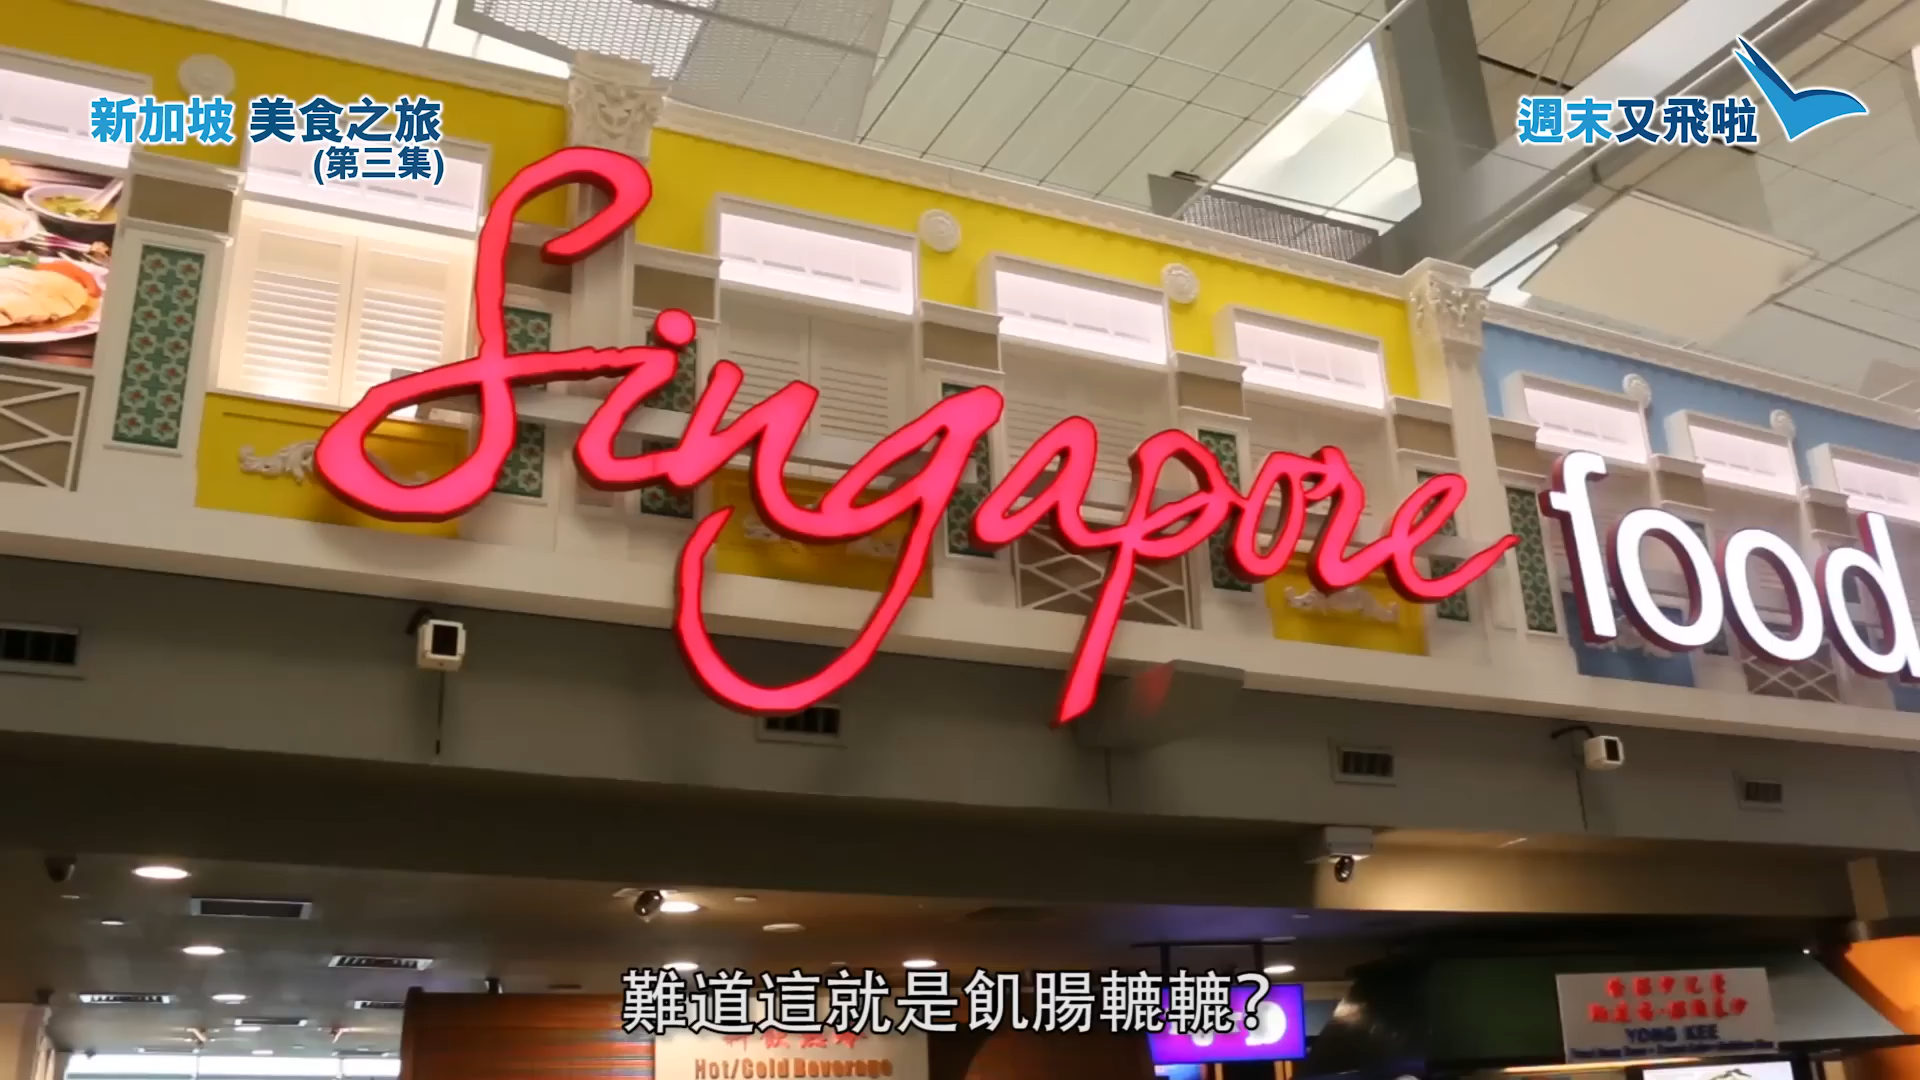 新加坡 美食之旅
(第三集)
週末又飛啦
Singapore food
難道這就是飢腸轆轆?
Hot/Cold Beverage
YONG KEE